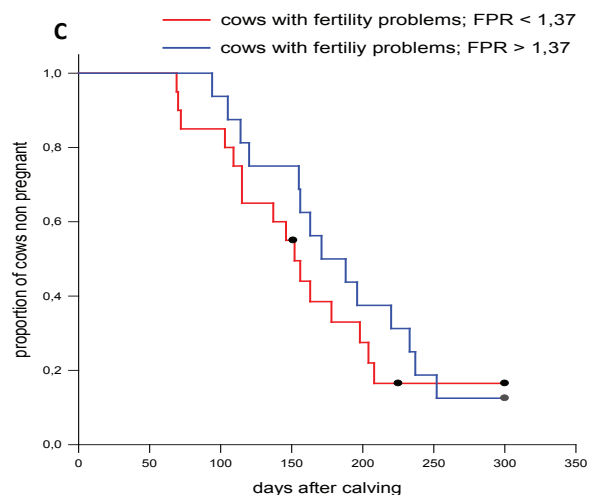 C
cows with fertility problems; FPR < 1,37
cows with fertiliy problems; FPR > 1,37
proportion of cows non pregnant
1,0
0,8
0,6
0,4
0,2
0,0
0 50 100 150 200 250 300 350
days after calving